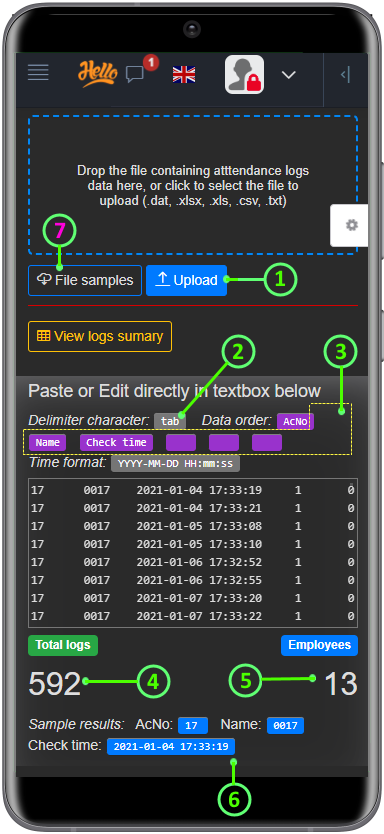 Hello
1
Drop the file containing atttendance logs
data here, or click to select the file to
upload (.dat, .xlsx, .xls, .csv, .txt)
7
File samples
Upload
1
View logs sumary
2
3
Paste or Edit directly in textbox below
Delimiter character: tab Data order: AcNo
Name Check time
Time format: YYYY-MM-DD HH:mm:ss
17 0017 2021-01-04 17:33:19 1 0
17 0017 2021-01-04 17:33:21 1 0
17 0017 2021-01-05 17:33:08 1 0
17 0017 2021-01-05 17:33:10 1 0
17 0017 2021-01-06 17:32:52 1 0
17 0017 2021-01-06 17:32:55 1 0
17 0017 2021-01-07 17:33:20 1 0
17 0017 2021-01-07 17:33:22 1 0
Total logs Employees
592 4 5 13
Sample results: AcNo: 17 Name: 0017
Check time: 2021-01-04 17:33:19
6